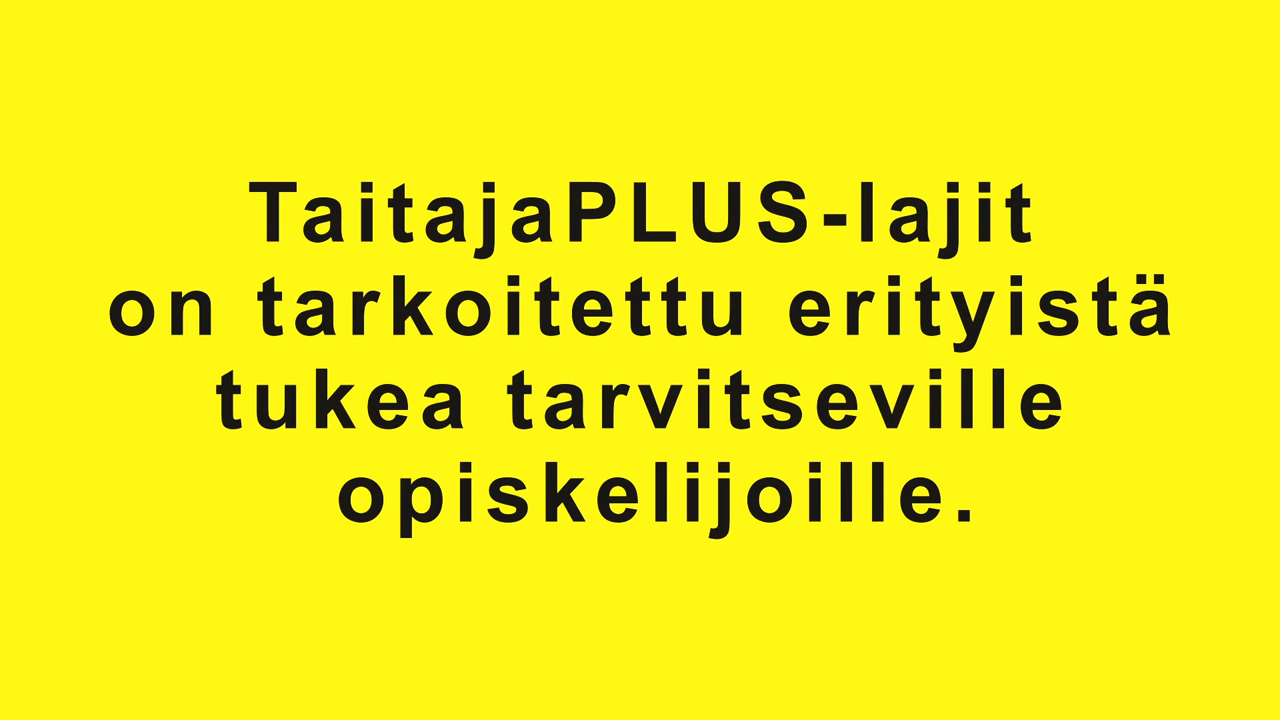 TaitajaPLUS-lajit
on tarkoitettu erityistä
tukea tarvitseville
opiskelijoille.